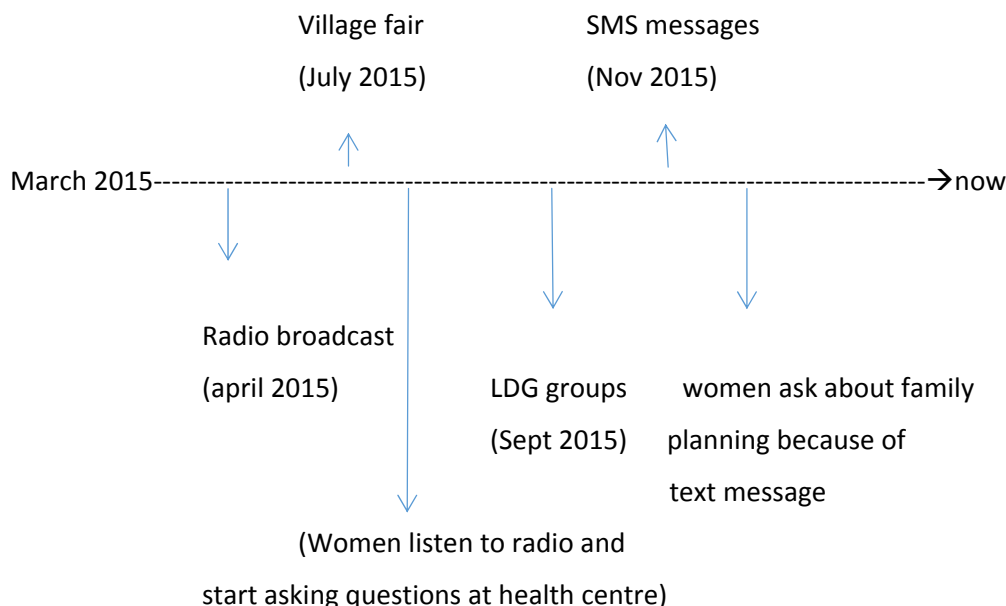 Village fair
(July 2015)
SMS messages
(Nov 2015)
March 2015-------------------------------------------------------------------------------------→now
Radio broadcast
(april 2015)
LDG groups
(Sept 2015)
women ask about family
planning because of
text message
(Women listen to radio and
start asking questions at health centre)